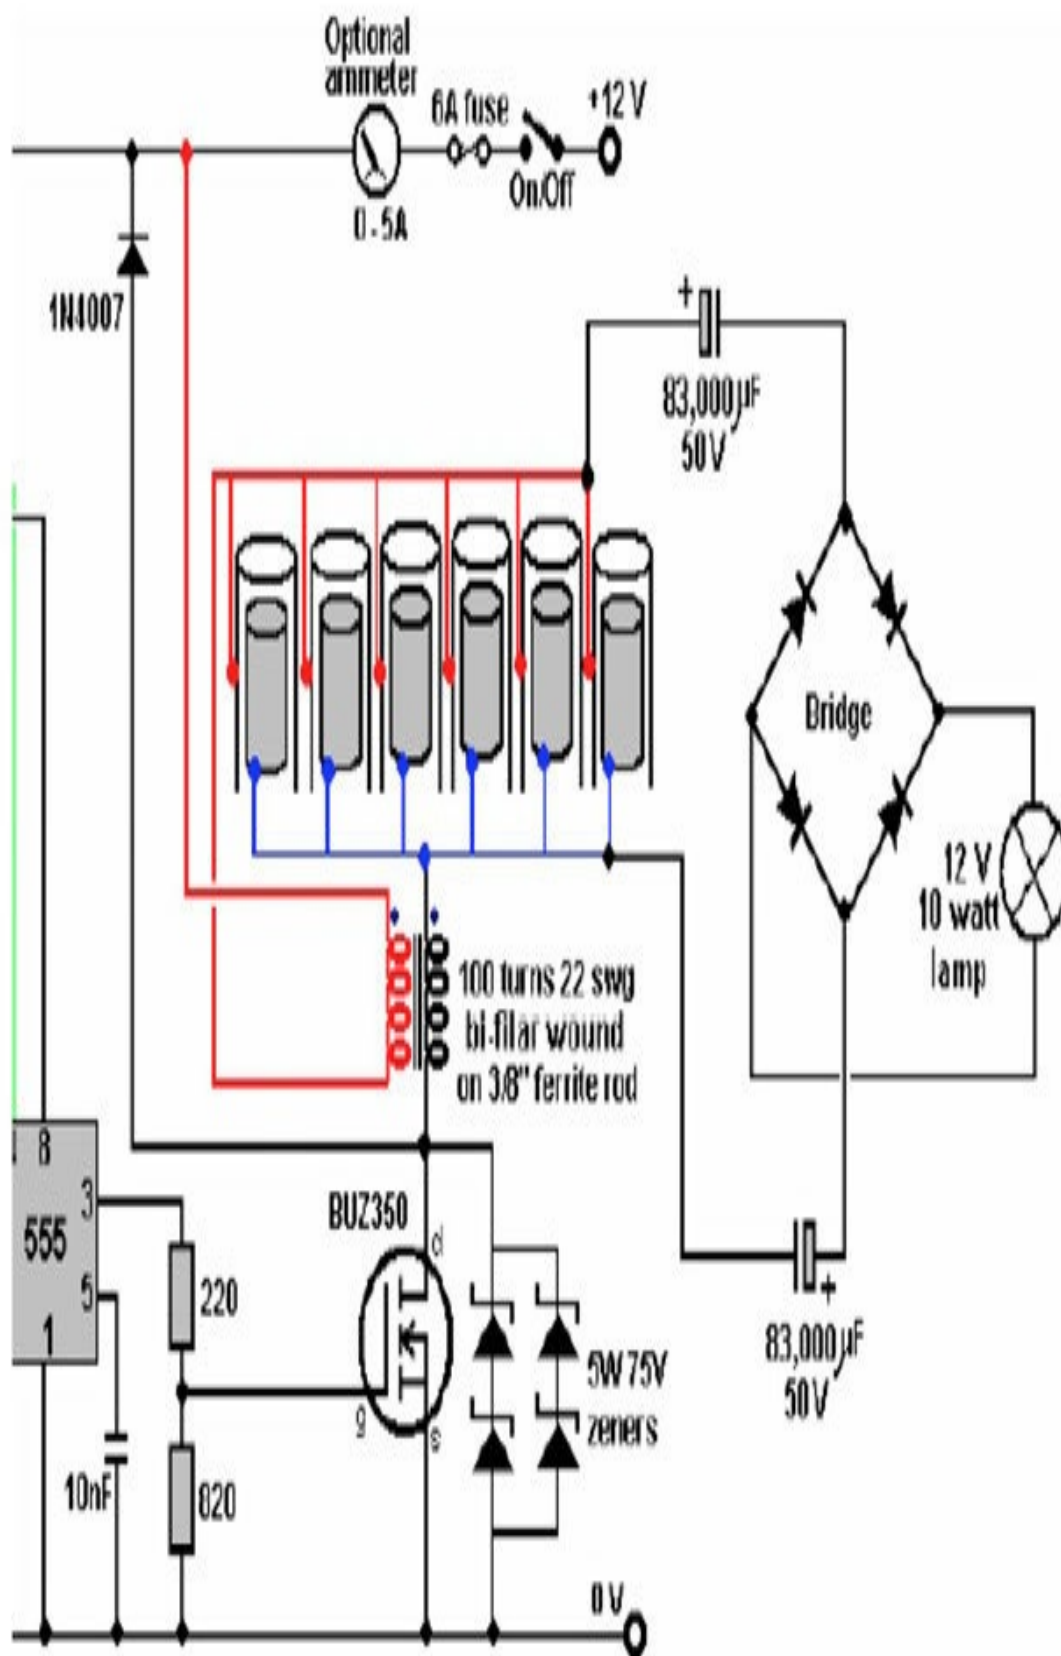 Optional
ammeter
6A fuse
+12 V
On/Off
0 - 5A
1N4007
+
83,000µF
50V
Bridge
12 V
10 watt
lamp
100 turns 22 swg
bi-filar wound
on 3/8" ferrite rod
8
3
555
5
1
220
BUZ350
d
g
s
5W 75V
zeners
+
83,000µF
50V
10nF
820
0 V